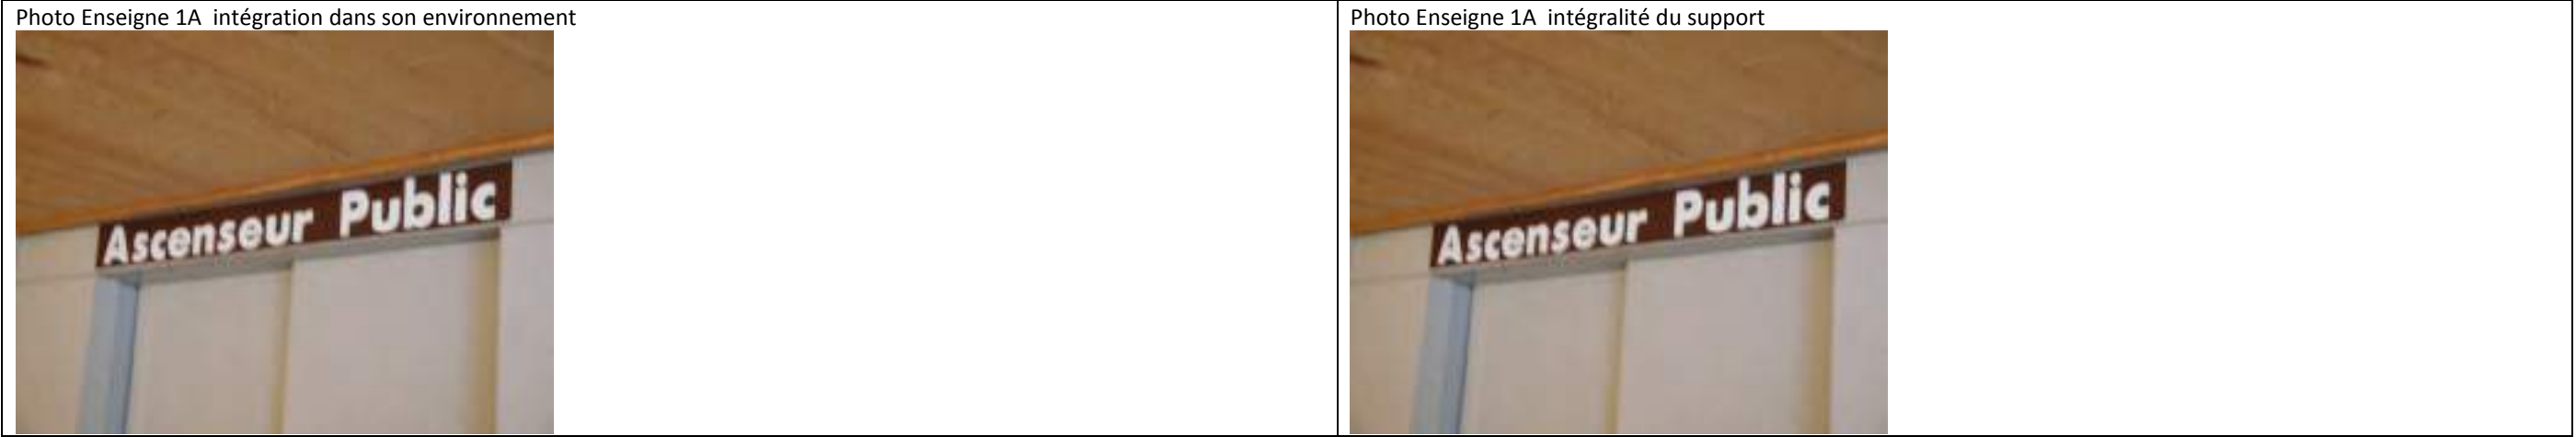 Photo Enseigne 1A intégration dans son environnement
Ascenseur Public
Photo Enseigne 1A intégralité du support
Ascenseur Public